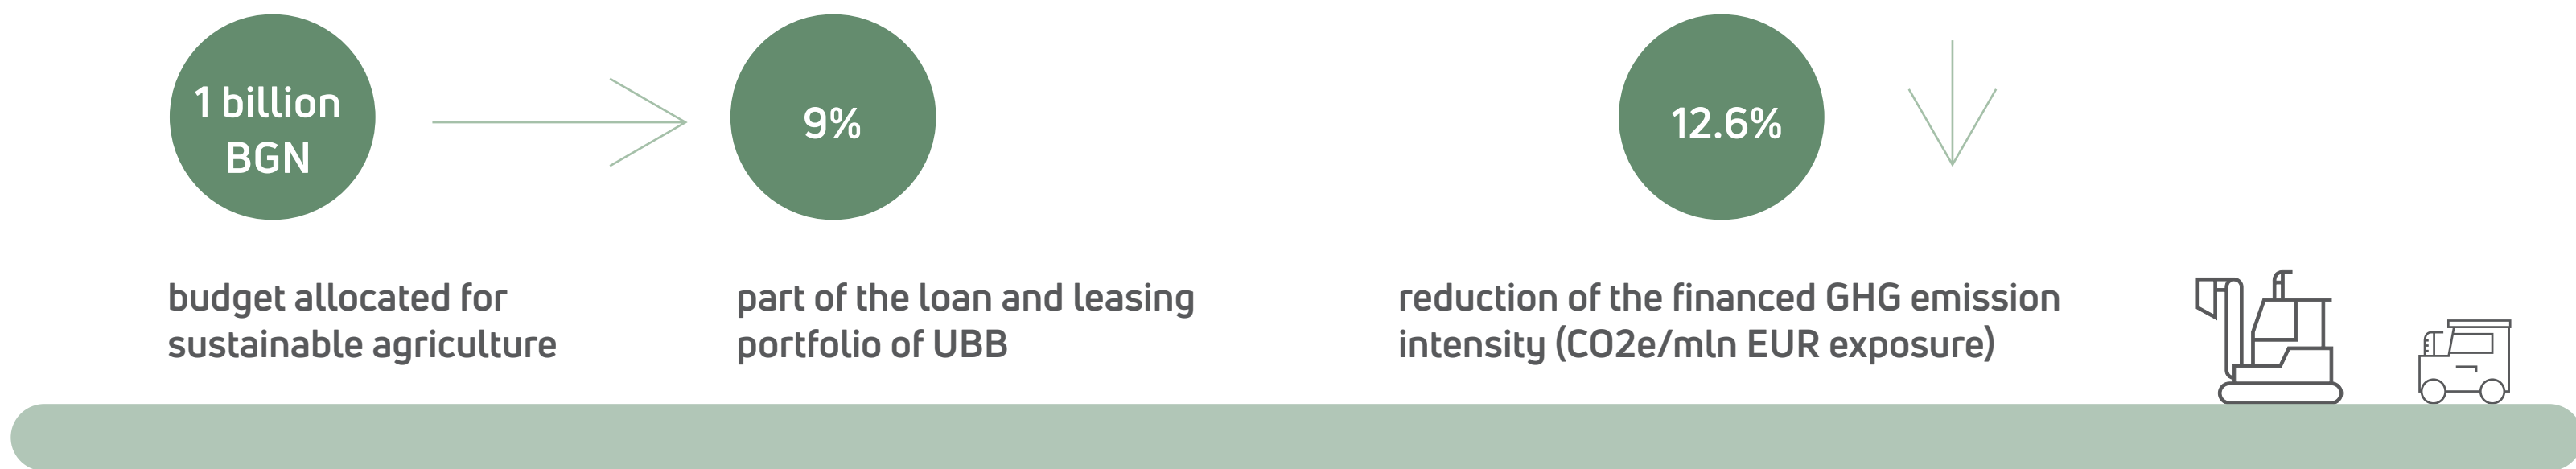 1 billion
BGN
budget allocated for
sustainable agriculture
9%
part of the loan and leasing
portfolio of UBB
12.6%
reduction of the financed GHG emission
intensity (CO2e/mln EUR exposure)